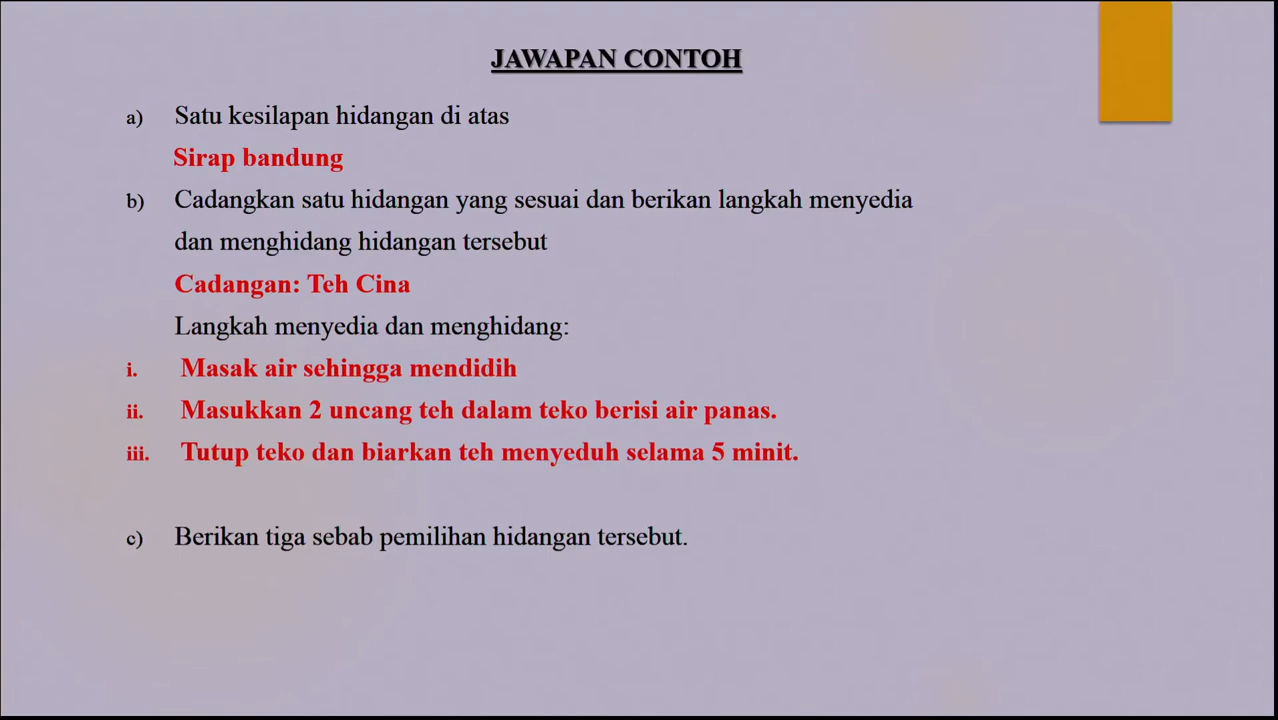 JAWAPAN CONTOH
a) Satu kesilapan hidangan di atas
Sirap bandung
b) Cadangkan satu hidangan yang sesuai dan berikan langkah menyedia
dan menghidang hidangan tersebut
Cadangan: Teh Cina
Langkah menyedia dan menghidang:
i. Masak air sehingga mendidih
ii. Masukkan 2 uncang teh dalam teko berisi air panas.
iii. Tutup teko dan biarkan teh menyeduh selama 5 minit.
c) Berikan tiga sebab pemilihan hidangan tersebut.